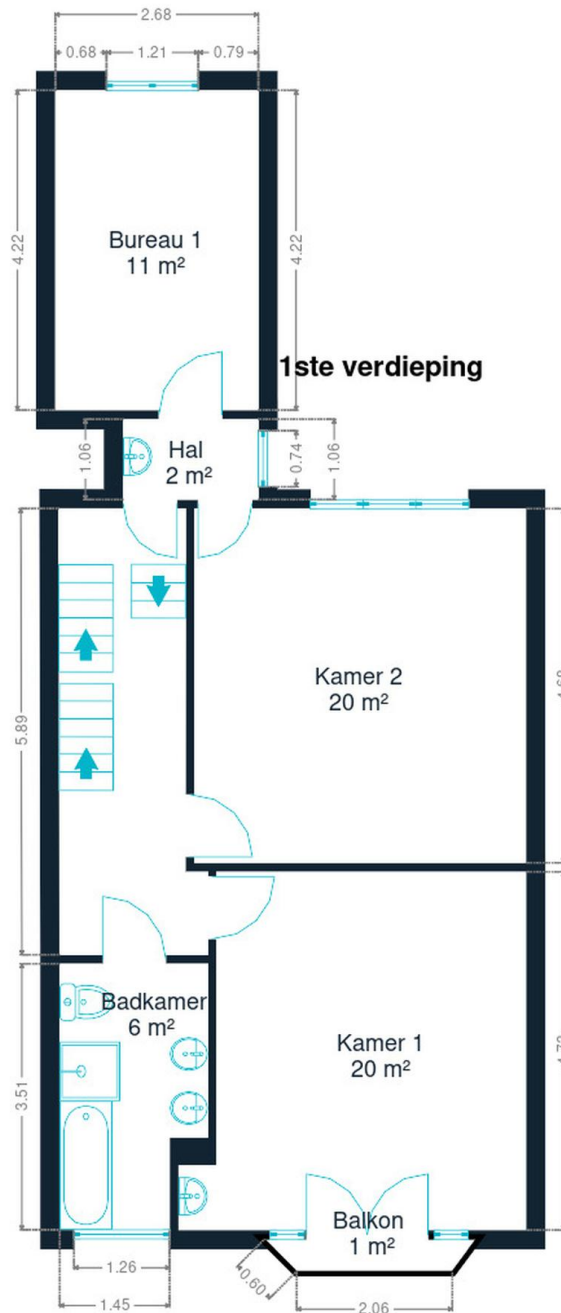 2.68
0.68 1.21 0.79
4.22
4.22
Bureau 1
11 m²
1ste verdieping
1.06
Hal
2 m²
0.74
1.06
5.89
Kamer 2
20 m²
3.51
Badkamer
6 m²
Kamer 1
20 m²
Balkon
1 m²
1.26
0.60
1.45
2.06